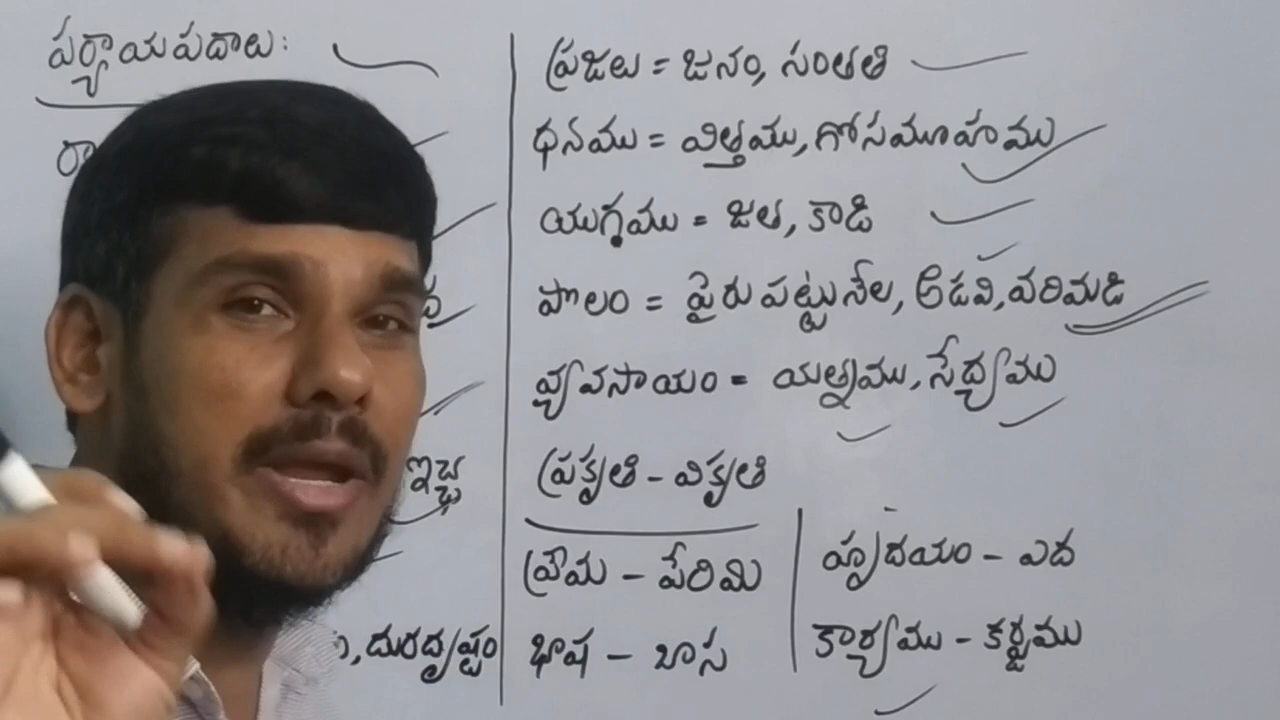 పర్యాయపదాలు:
రా
ఇచ్ఛ
, దురదృష్టం
ప్రజలు = జనం, సంతతి
ధనము = విత్తము, గోసమూహము
యుగ్మము = జత, కాడి
పొలం = పైరు పట్టునేల, అడవి, వరిమడి
వ్యవసాయం = యత్నము, సేద్యము
ప్రకృతి - వికృతి
ప్రేమ - పేరిమి
భాష - బాస
హృదయం - ఎద
కార్యము - కర్జము